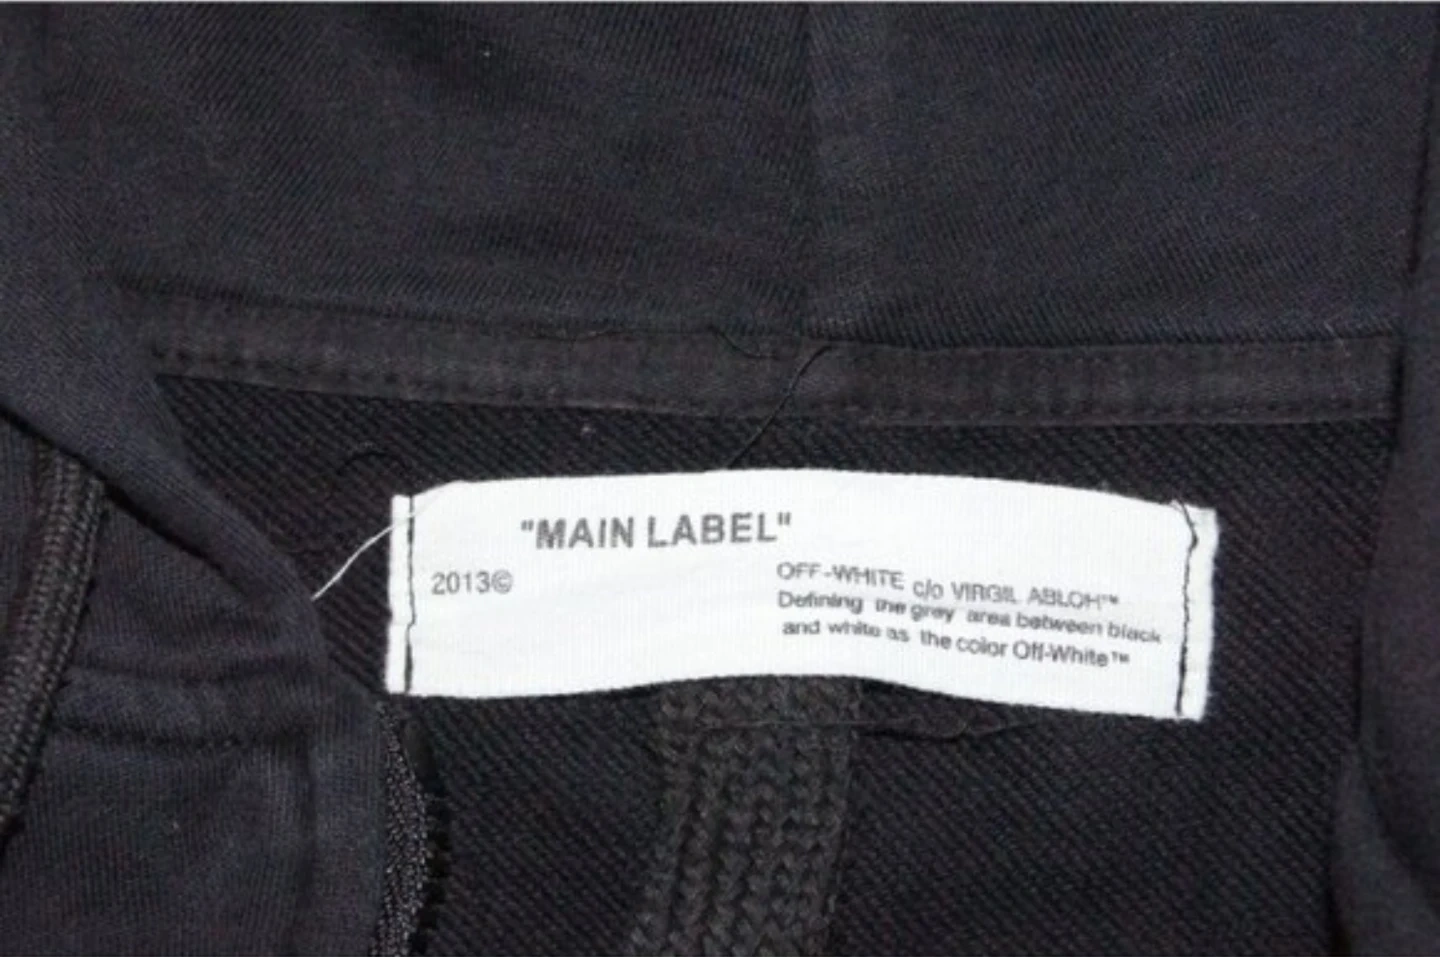 "MAIN LABEL"
2013©
OFF-WHITE c/o VIRGIL ABLOH™
Defining the grey area between black
and white as the color Off-White™